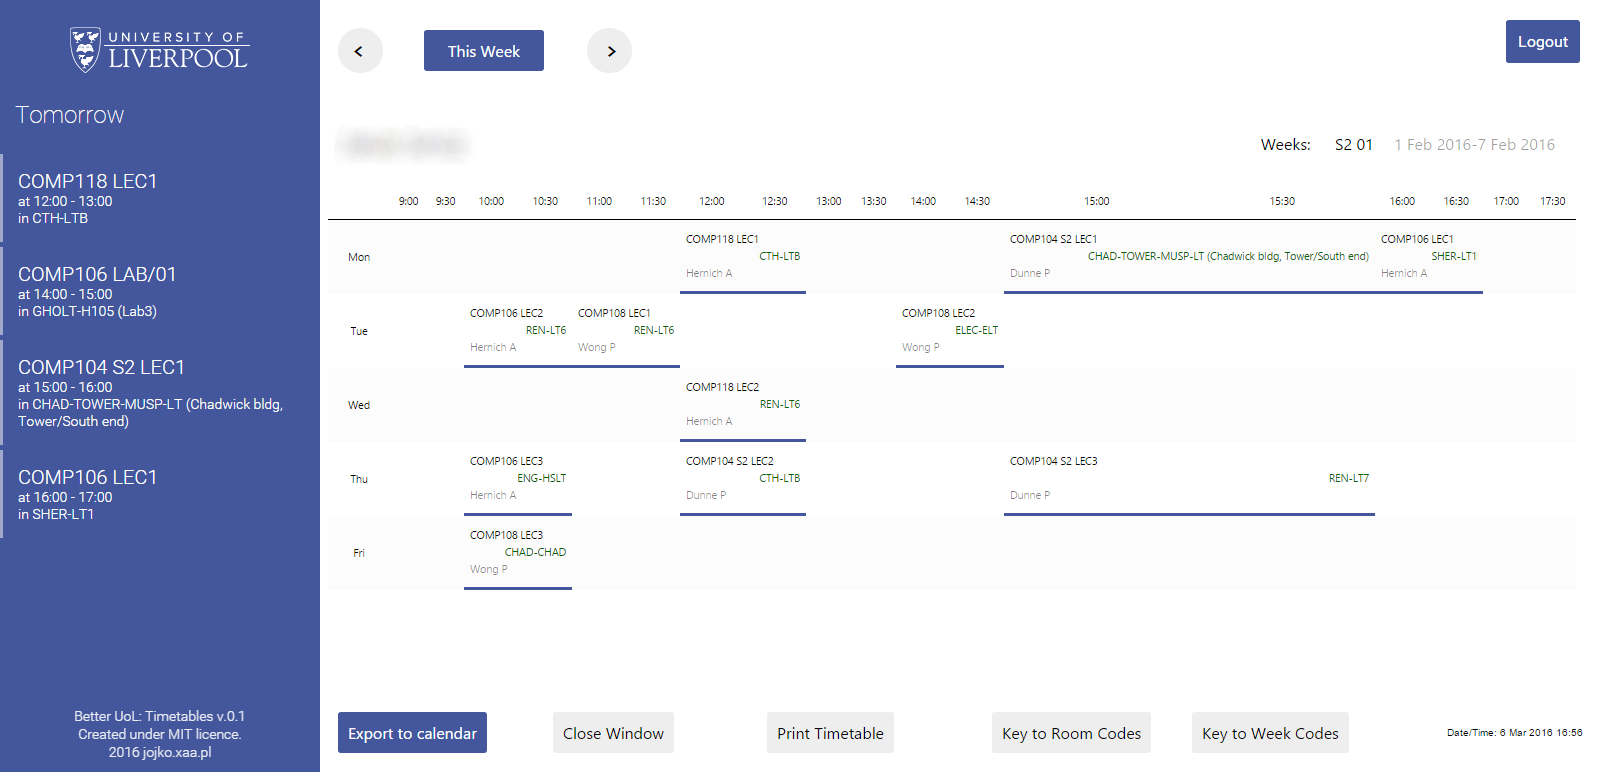 UNIVERSITY OF
LIVERPOOL
Tomorrow
COMP118 LEC1
at 12:00 - 13:00
in CTH-LTB
COMP106 LAB/01
at 14:00 - 15:00
in GHOLT-H105 (Lab3)
COMP104 S2 LEC1
at 15:00 - 16:00
in CHAD-TOWER-MUSP-LT (Chadwick bldg,
Tower/South end)
COMP106 LEC1
at 16:00 - 17:00
in SHER-LT1
Better UoL: Timetables v.0.1
Created under MIT licence.
2016 jojko.xaa.pl
< This Week >
Logout
Weeks: S2 01 1 Feb 2016-7 Feb 2016
9:00 9:30 10:00 10:30 11:00 11:30 12:00 12:30 13:00 13:30 14:00 14:30 15:00 15:30 16:00 16:30 17:00 17:30
Mon
COMP118 LEC1
CTH-LTB
Hernich A
COMP104 S2 LEC1
CHAD-TOWER-MUSP-LT (Chadwick bldg, Tower/South end)
Dunne P
COMP106 LEC1
SHER-LT1
Hernich A
Tue
COMP106 LEC2
REN-LT6
Hernich A
COMP108 LEC1
REN-LT6
Wong P
COMP108 LEC2
ELEC-ELT
Wong P
Wed
COMP118 LEC2
REN-LT6
Hernich A
Thu
COMP106 LEC3
ENG-HSLT
Hernich A
COMP104 S2 LEC2
CTH-LTB
Dunne P
COMP104 S2 LEC3
REN-LT7
Dunne P
Fri
COMP108 LEC3
CHAD-CHAD
Wong P
Export to calendar
Close Window
Print Timetable
Key to Room Codes
Key to Week Codes
Date/Time: 6 Mar 2016 16:56